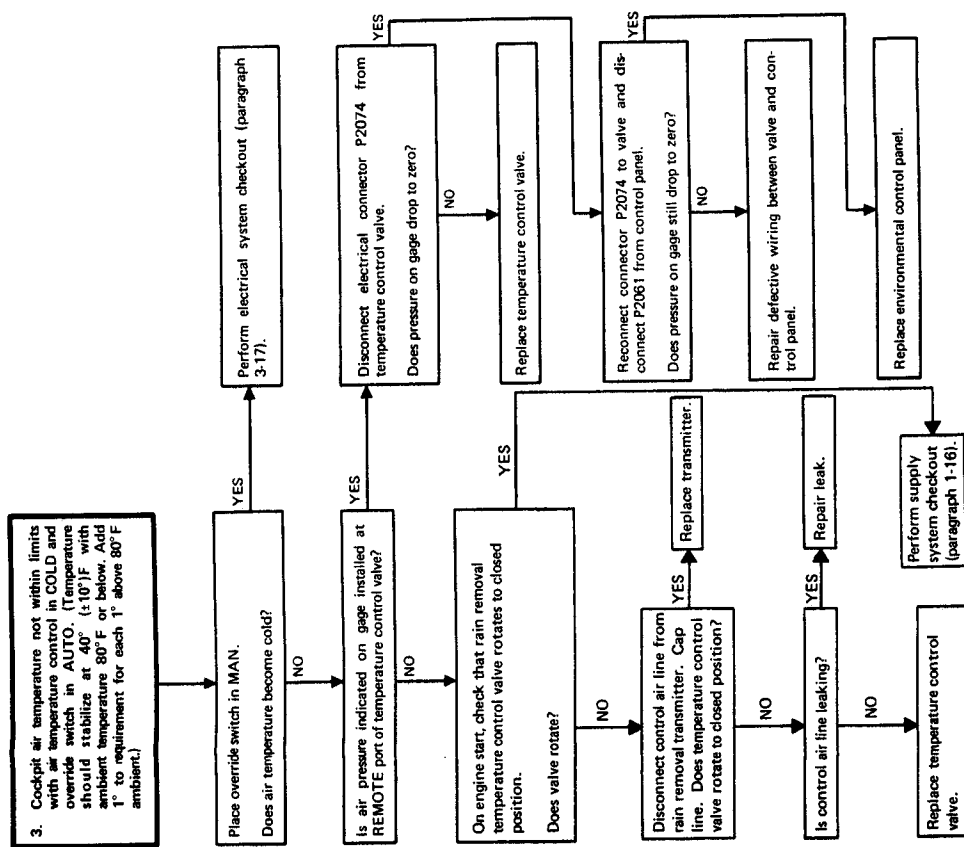 3. Cockpit air temperature not within limits
with air temperature control in COLD and
override switch in AUTO. (Temperature
should stabilize at 40° (±10°)F with
ambient temperature 80°F or below. Add
1° to requirement for each 1° above 80°F
ambient.)
Place override switch in MAN.
Does air temperature become cold?
YES
Perform electrical system checkout (paragraph
3-17).
NO
Is air pressure indicated on gage installed at
REMOTE port of temperature control valve?
YES
Disconnect electrical connector P2074 from
temperature control valve.
Does pressure on gage drop to zero?
YES
NO
Replace temperature control valve.
Reconnect connector P2074 to valve and dis-
connect P2061 from control panel.
Does pressure on gage still drop to zero?
YES
NO
Repair defective wiring between valve and con-
trol panel.
Replace environmental control panel.
NO
On engine start, check that rain removal
temperature control valve rotates to closed
position.
Does valve rotate?
YES
Perform supply
system checkout
(paragraph 1-16).
NO
Disconnect control air line from
rain removal transmitter. Cap
line. Does temperature control
valve rotate to closed position?
YES
Replace transmitter.
NO
Is control air line leaking?
YES
Repair leak.
NO
Replace temperature control
valve.